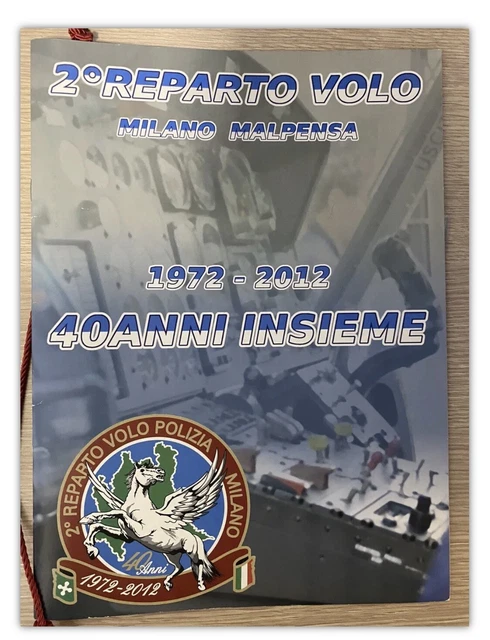 2°REPARTO VOLO
MILANO MALPENSA
1972 - 2012
40ANNI INSIEME
2° REPARTO VOLO POLIZIA MILANO
40
Anni
1972-2012